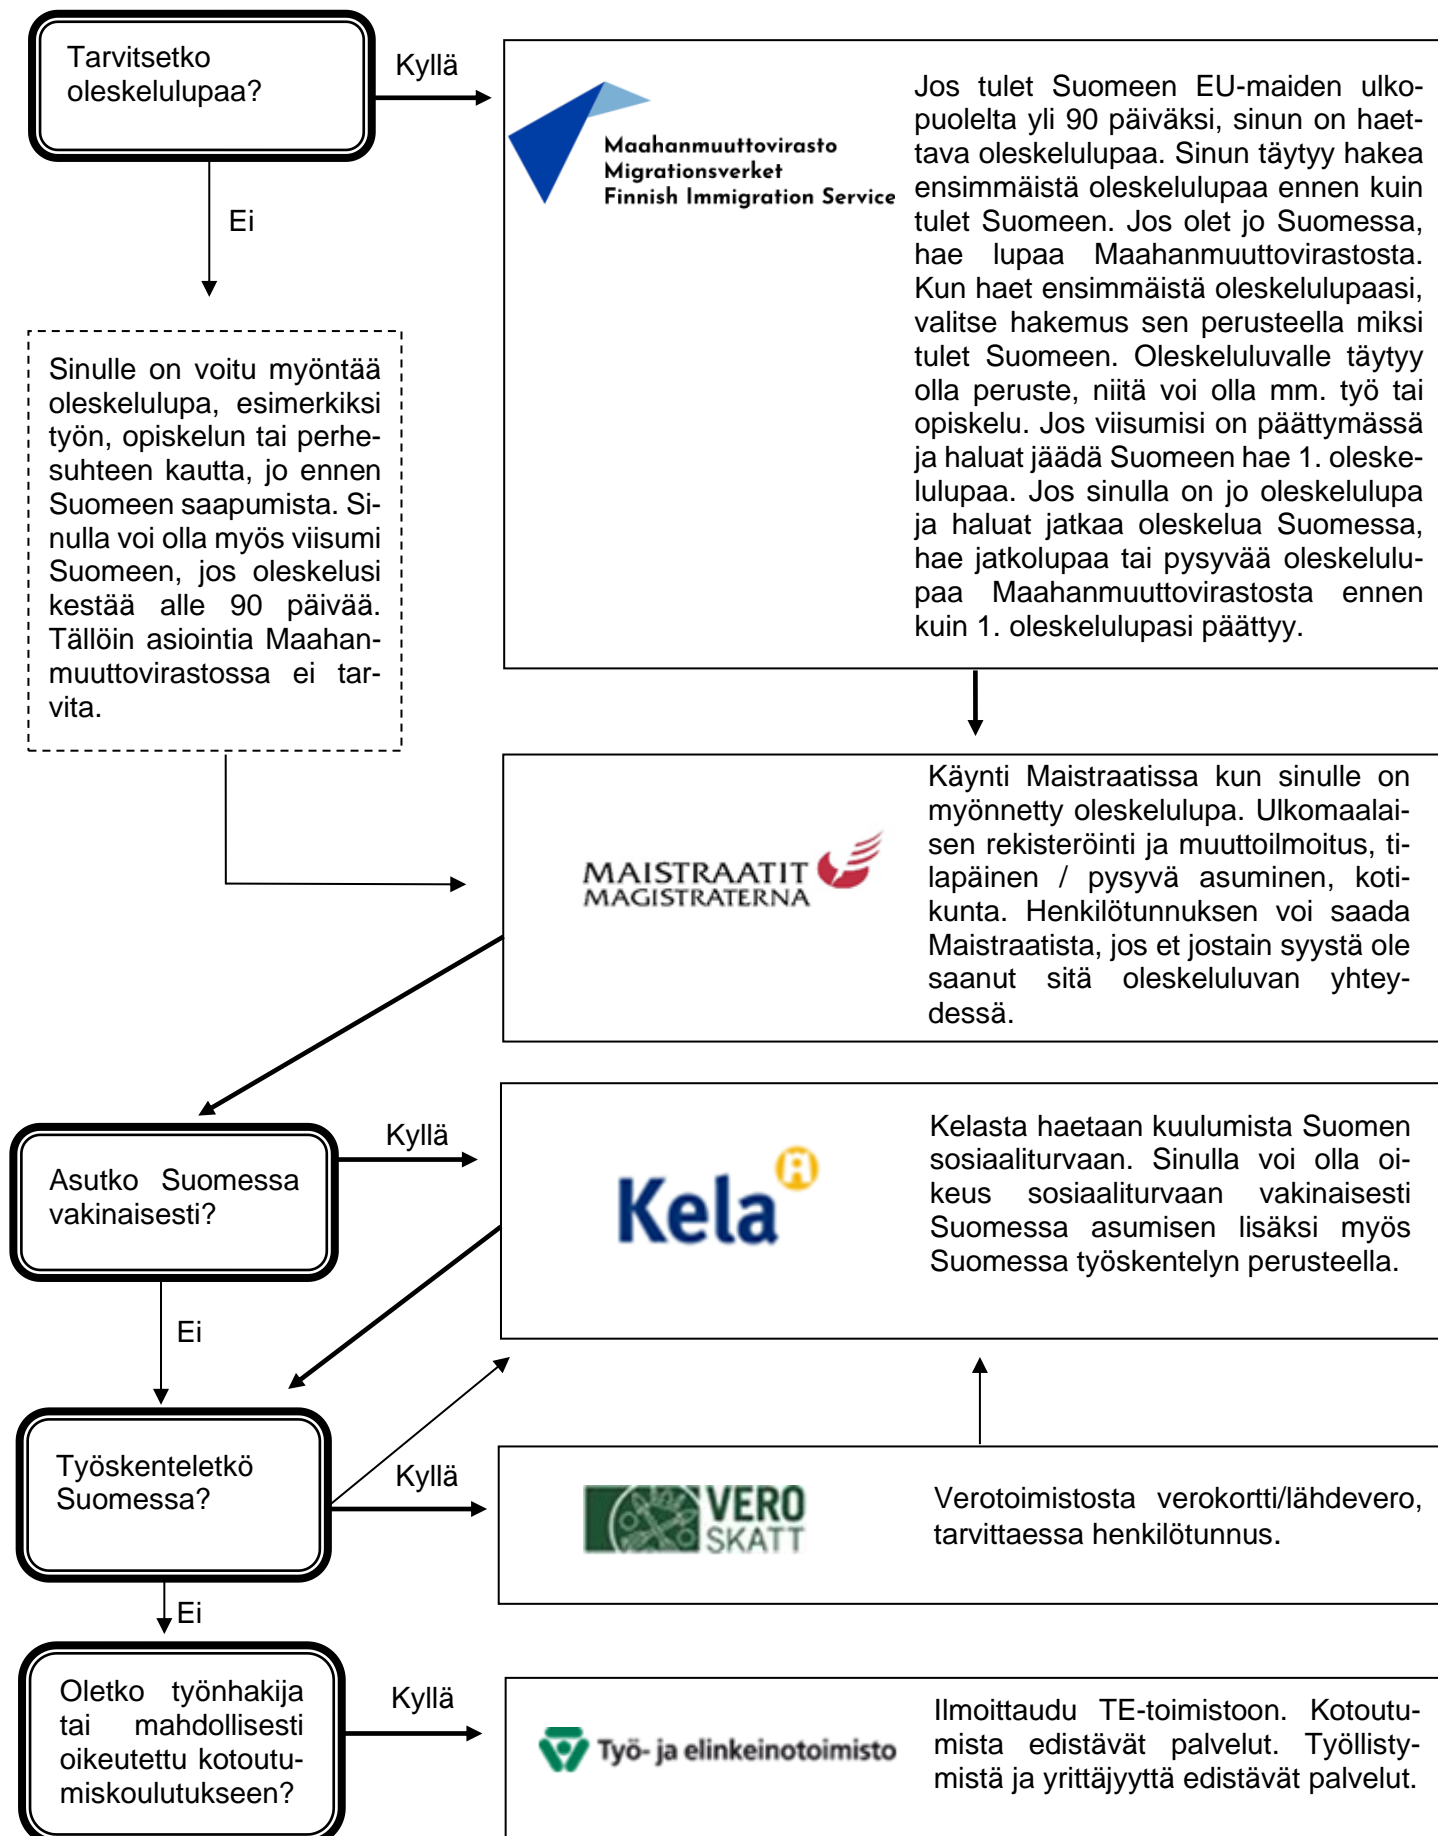 Tarvitsetko
oleskelulupaa?
Kyllä
Maahanmuuttovirasto
Migrationsverket
Finnish Immigration Service
Jos tulet Suomeen EU-maiden ulko-
puolelta yli 90 päiväksi, sinun on haet-
tava oleskelulupaa. Sinun täytyy hakea
ensimmäistä oleskelulupaa ennen kuin
tulet Suomeen. Jos olet jo Suomessa,
hae lupaa Maahanmuuttovirastosta.
Kun haet ensimmäistä oleskelulupaasi,
valitse hakemus sen perusteella miksi
tulet Suomeen. Oleskeluluvalle täytyy
olla peruste, niitä voi olla mm. työ tai
opiskelu. Jos viisumisi on päättymässä
ja haluat jäädä Suomeen hae 1. oleske-
lulupaa. Jos sinulla on jo oleskelulupa
ja haluat jatkaa oleskelua Suomessa,
hae jatkolupaa tai pysyvää oleskelulu-
paa Maahanmuuttovirastosta ennen
kuin 1. oleskelulupasi päättyy.
Ei
Sinulle on voitu myöntää
oleskelulupa, esimerkiksi
työn, opiskelun tai perhe-
suhteen kautta, jo ennen
Suomeen saapumista. Si-
nulla voi olla myös viisumi
Suomeen, jos oleskelusi
kestää alle 90 päivää.
Tällöin asiointia Maahan-
muuttovirastossa ei tar-
vita.
MAISTRAATIT
MAGISTRATERNA
Käynti Maistraatissa kun sinulle on
myönnetty oleskelulupa. Ulkomaalai-
sen rekisteröinti ja muuttoilmoitus, ti-
lapäinen / pysyvä asuminen, koti-
kunta. Henkilötunnuksen voi saada
Maistraatista, jos et jostain syystä ole
saanut sitä oleskeluluvan yhtey-
dessä.
Asutko Suomessa
vakinaisesti?
Kyllä
Kela
Kelasta haetaan kuulumista Suomen
sosiaaliturvaan. Sinulla voi olla oi-
keus sosiaaliturvaan vakinaisesti
Suomessa asumisen lisäksi myös
Suomessa työskentelyn perusteella.
Ei
Työskenteletkö
Suomessa?
Kyllä
VERO
SKATT
Verotoimistosta verokortti/lähdevero,
tarvittaessa henkilötunnus.
Ei
Oletko työnhakija
tai mahdollisesti
oikeutettu kotoutu-
miskoulutukseen?
Kyllä
Työ- ja elinkeinotoimisto
Ilmoittaudu TE-toimistoon. Kotoutu-
mista edistävät palvelut. Työllisty-
mistä ja yrittäjyyttä edistävät palvelut.